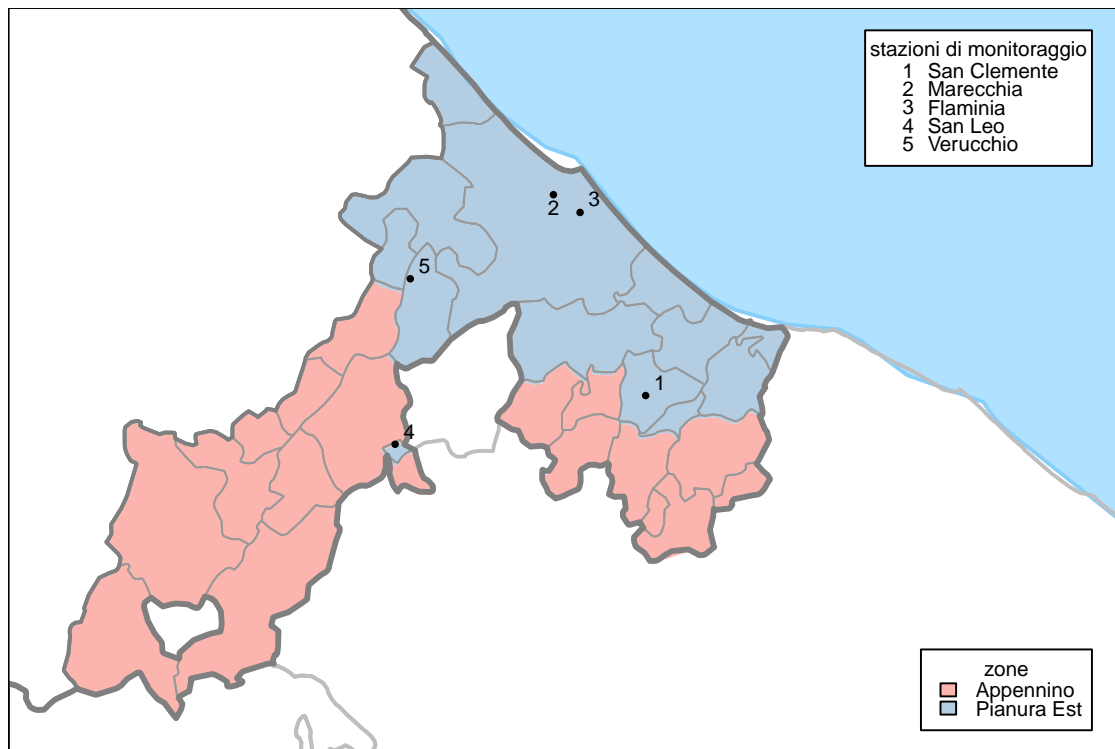 stazioni di monitoraggio
1 San Clemente
2 Marecchia
3 Flaminia
4 San Leo
5 Verucchio
2
3
5
1
4
zone
Appennino
Pianura Est